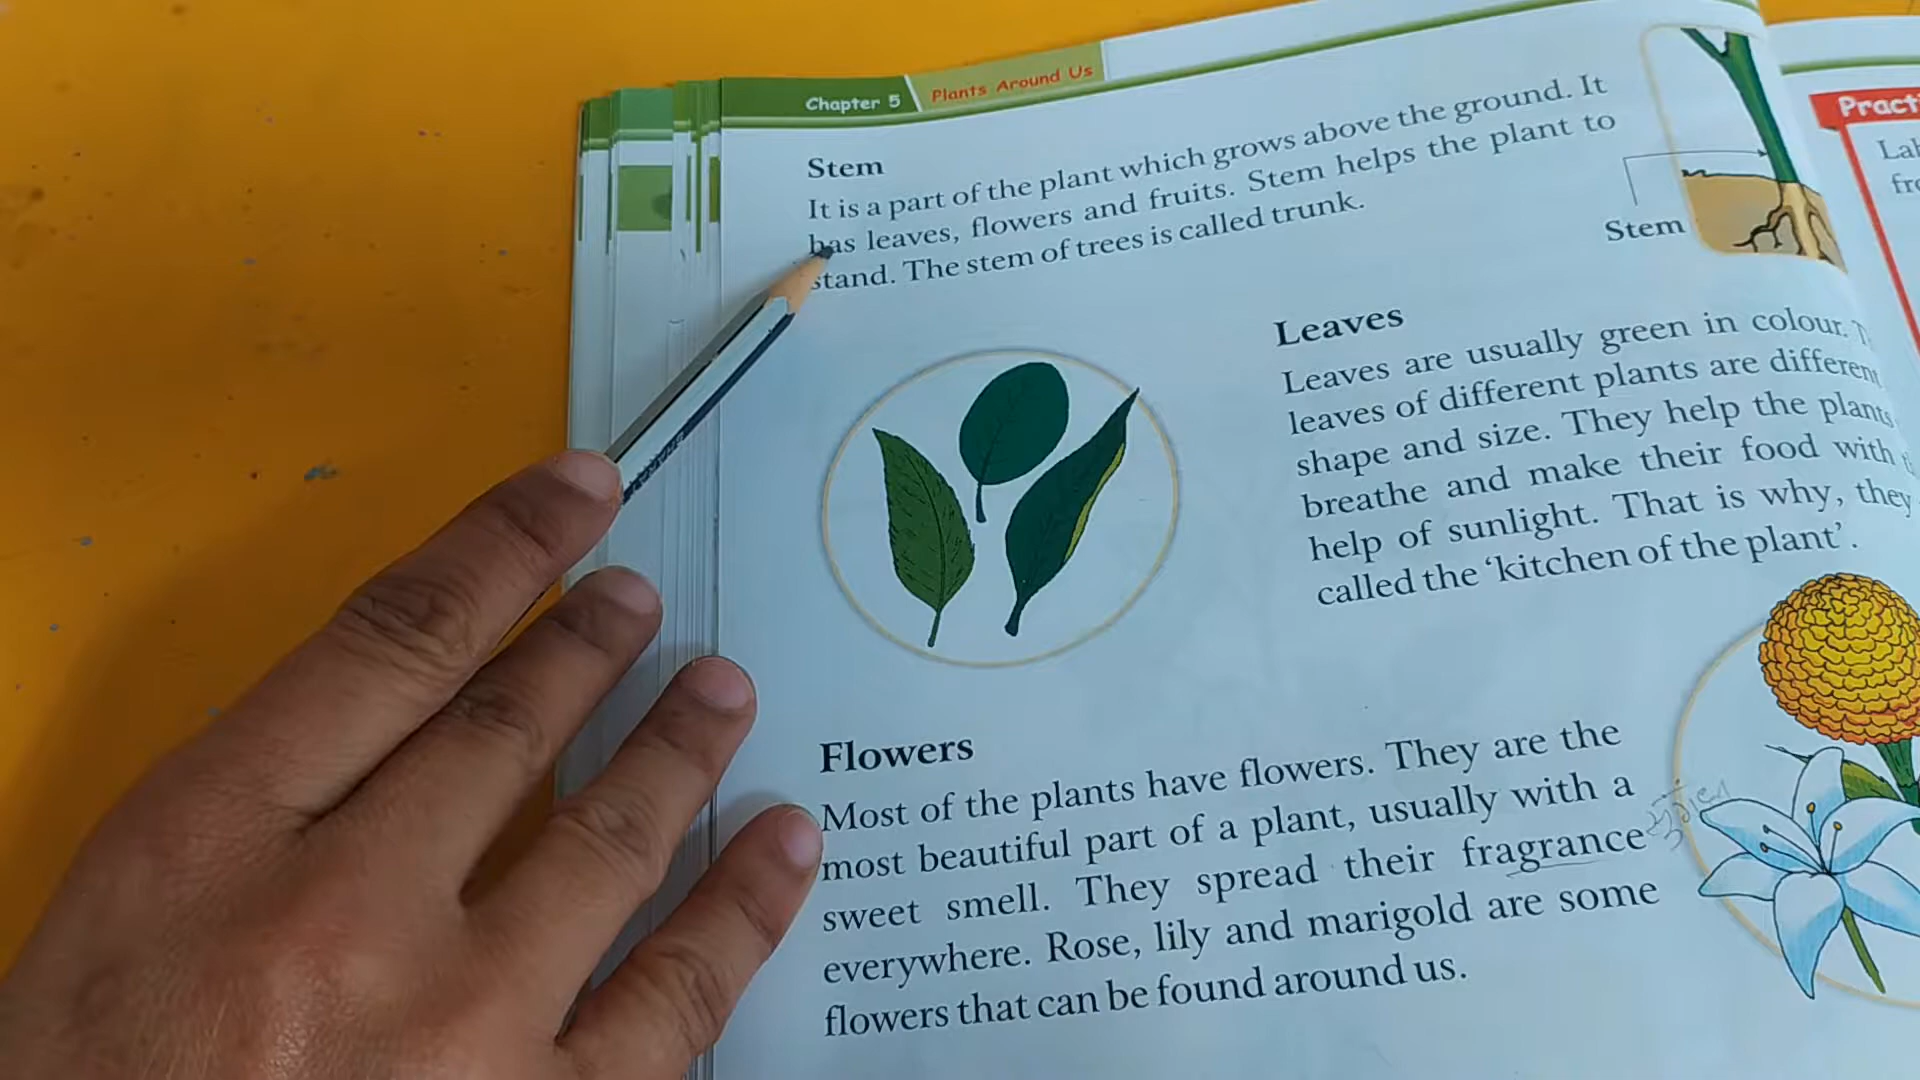 Chapter 5
Plants Around Us
Stem
It is a part of the plant which grows above the ground. It
has leaves, flowers and fruits. Stem helps the plant to
stand. The stem of trees is called trunk.
Stem
Leaves
Leaves are usually green in colour.
leaves of different plants are different
shape and size. They help the plants
breathe and make their food with
help of sunlight. That is why, they
called the ‘kitchen of the plant’.
Flowers
Most of the plants have flowers. They are the
most beautiful part of a plant, usually with a
sweet smell. They spread their fragrance
everywhere. Rose, lily and marigold are some
flowers that can be found around us.